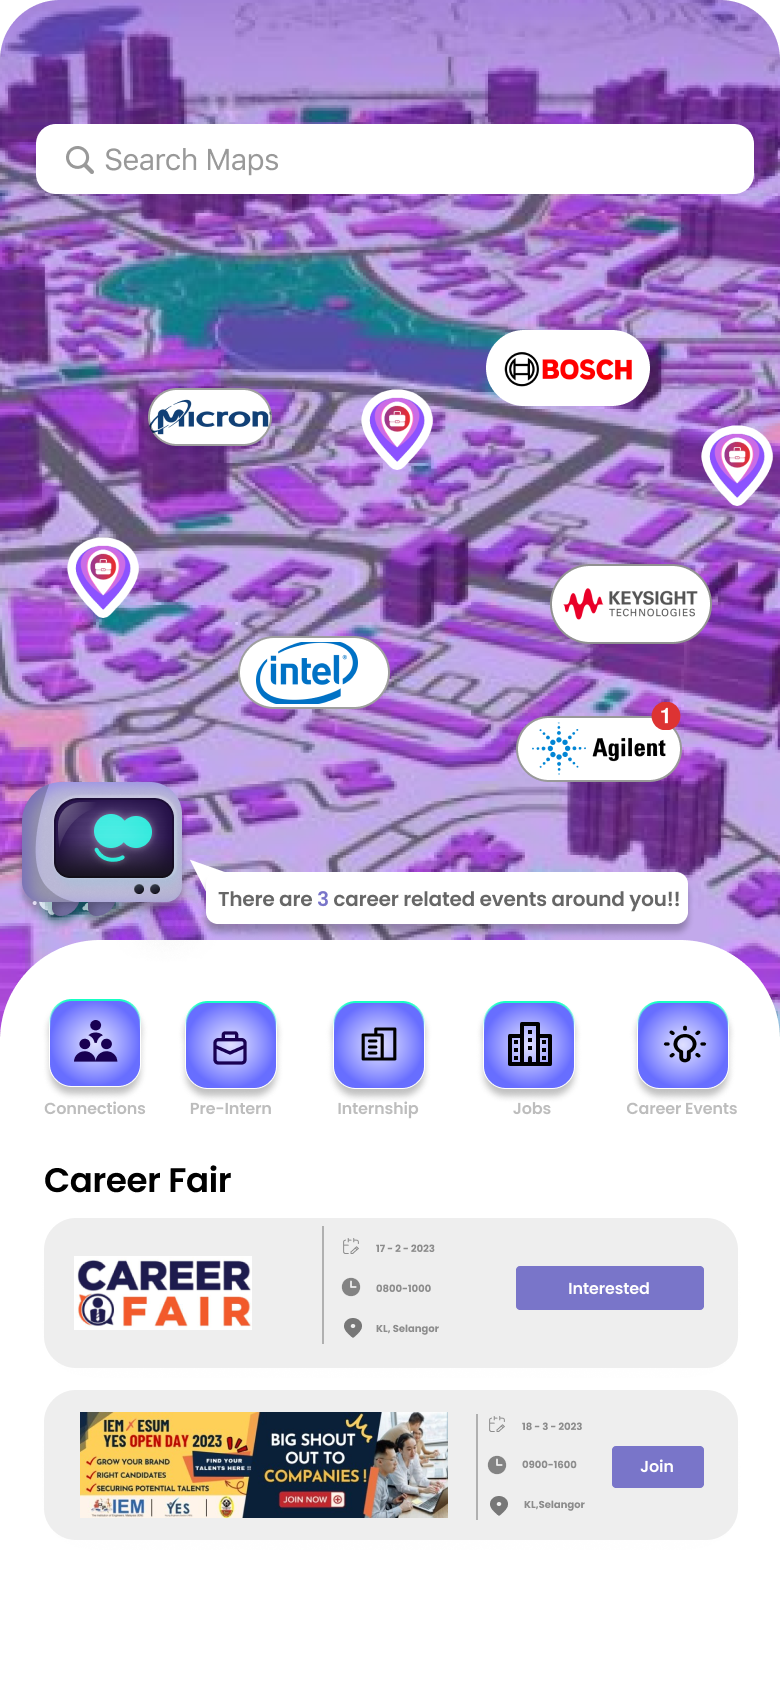 Search Maps
BOSCH
Micron
KEYSIGHT
TECHNOLOGIES
intel
1
Agilent
There are 3 career related events around you!!
Connections
Pre-Intern
Internship
Jobs
Career Events
Career Fair
CAREER
FAIR
17 - 2 - 2023
0800-1000
KL, Selangor
Interested
IEM X ESUM
YES OPEN DAY 2023
GROW YOUR BRAND
RIGHT CANDIDATES
SECURING POTENTIAL TALENTS
FIND YOUR
TALENTS HERE !!
IEM
YES
BIG SHOUT
OUT TO
COMPANIES !
JOIN NOW
18 - 3 - 2023
0900-1600
KL,Selangor
Join